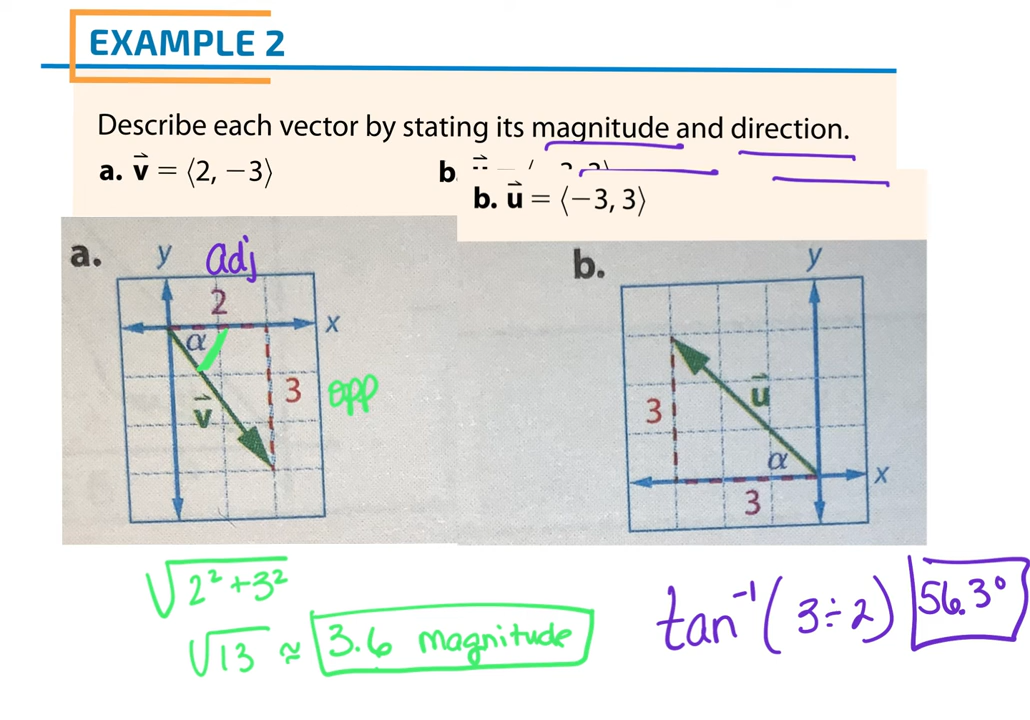 EXAMPLE 2
Describe each vector by stating its magnitude and direction.
a. v⃗ = ⟨2, −3⟩
b.
b. u⃗ = ⟨−3, 3⟩
a.
y
adj
2
x
α
3
opp
v⃗
b.
y
u⃗
3
α
x
3
√2² + 3²
√13 ≈ 3.6 magnitude
tan⁻¹ ( 3 ÷ 2 ) 56.3°